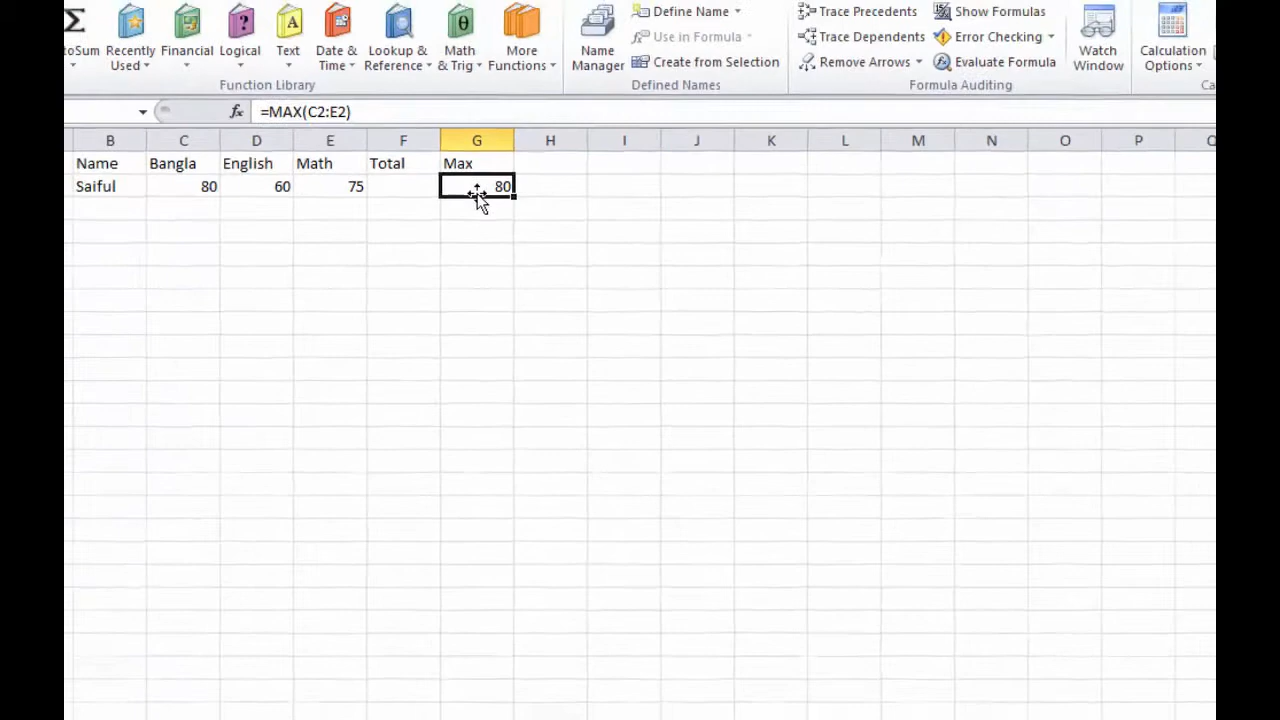 toSum Recently Used Financial Logical Text Date & Time Lookup & Reference Math & Trig More Functions
Function Library
Name Manager
Define Name
Use in Formula
Create from Selection
Defined Names
Trace Precedents Show Formulas
Trace Dependents Error Checking
Remove Arrows Evaluate Formula
Formula Auditing
Watch Window
Calculation Options
Ca
fx =MAX(C2:E2)
B C D E F G H I J K L M N O P Q
Name Bangla English Math Total Max
Saiful 80 60 75 80